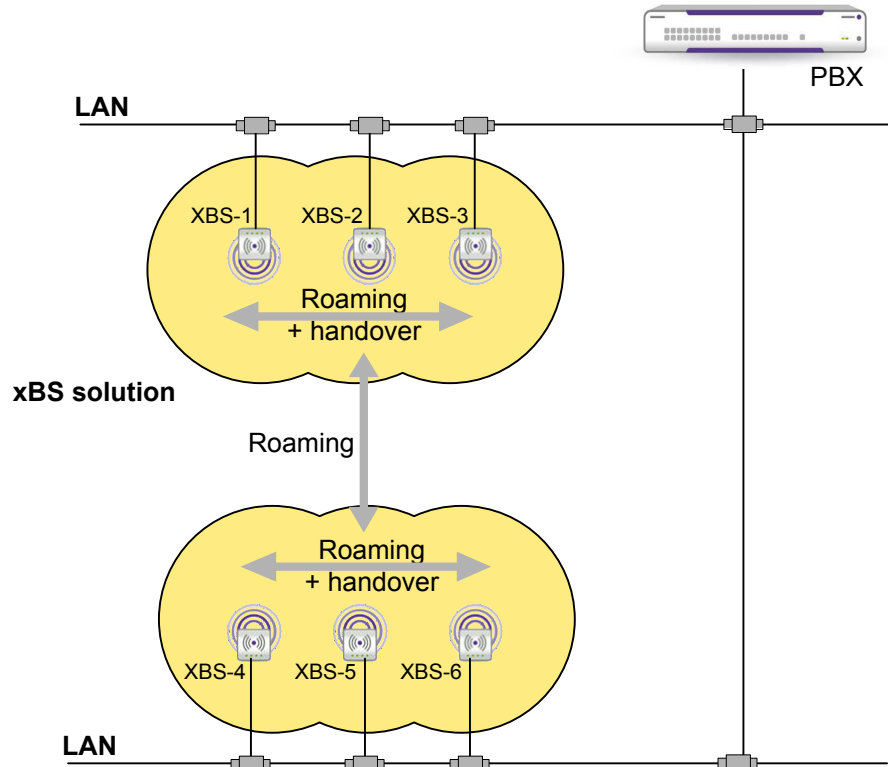 PBX
LAN
XBS-1
XBS-2
XBS-3
Roaming
+ handover
xBS solution
Roaming
Roaming
+ handover
XBS-4
XBS-5
XBS-6
LAN